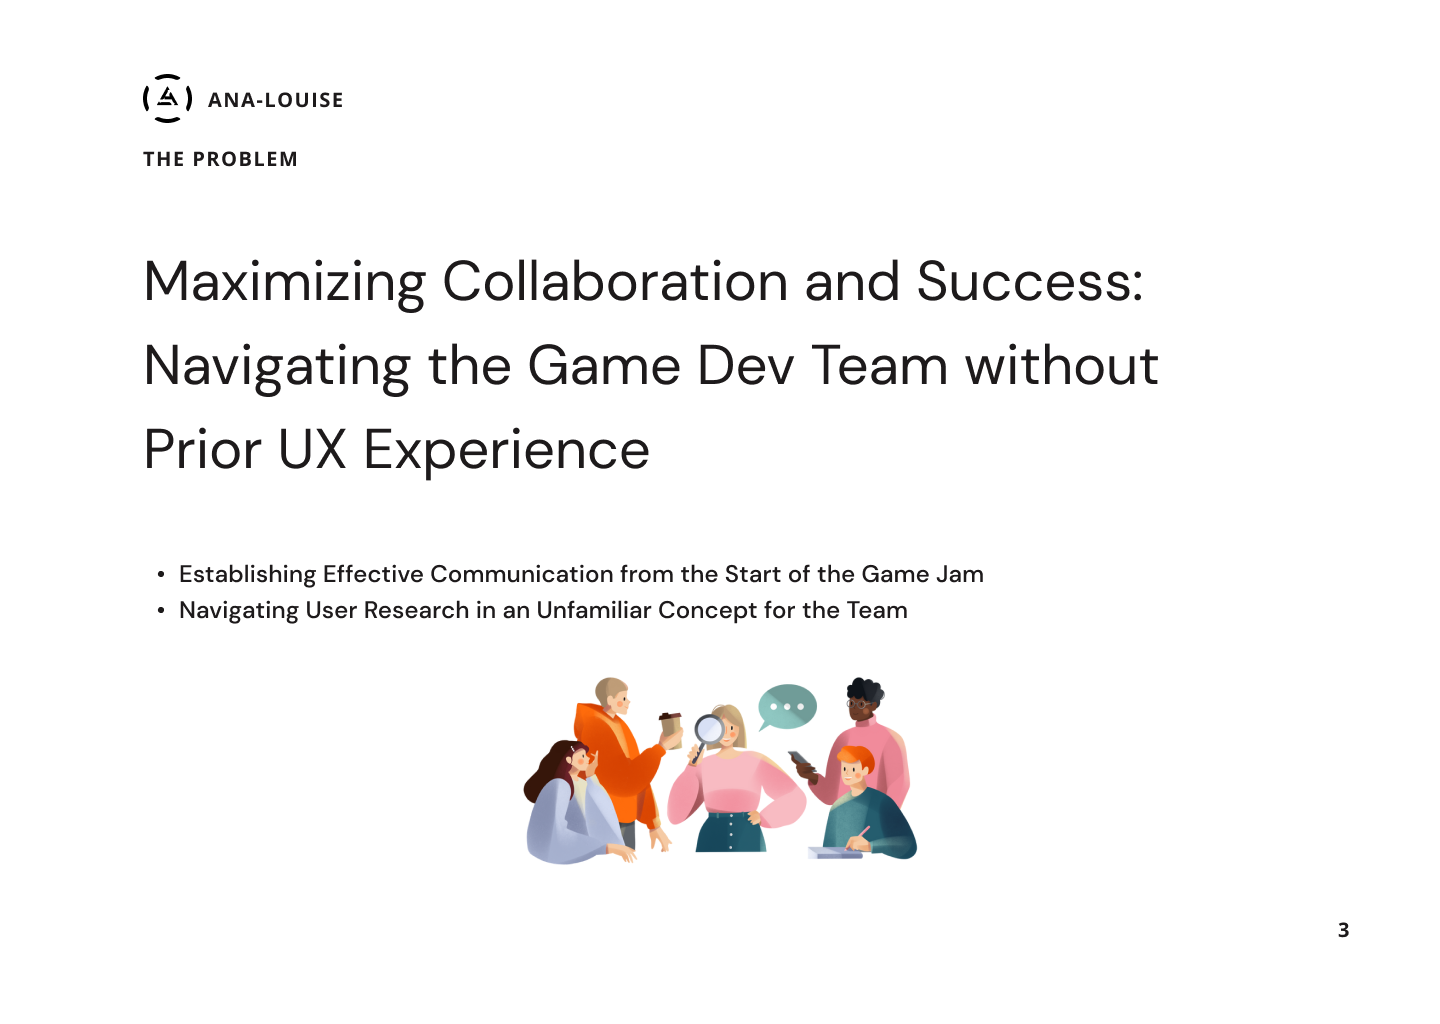 ANA-LOUISE
THE PROBLEM
Maximizing Collaboration and Success:
Navigating the Game Dev Team without
Prior UX Experience
• Establishing Effective Communication from the Start of the Game Jam
• Navigating User Research in an Unfamiliar Concept for the Team
3